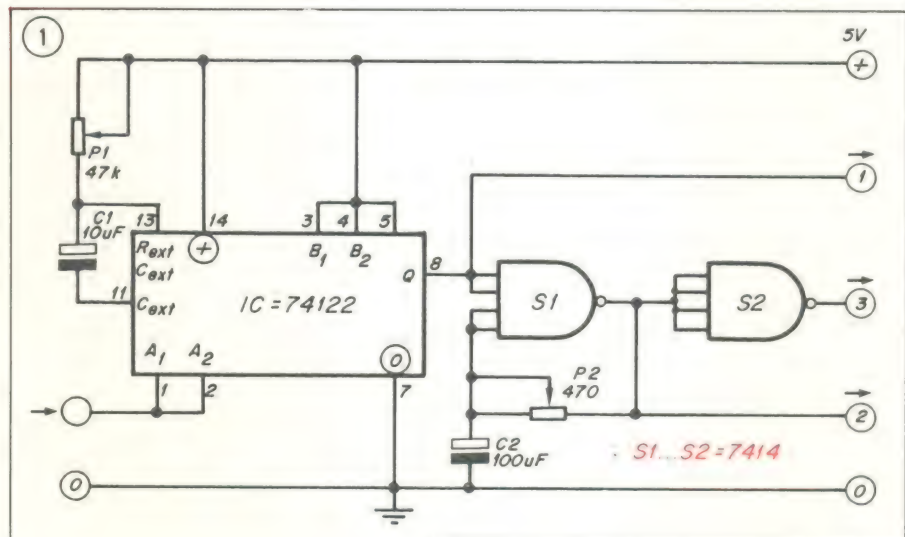 1
5V
+
P1
47k
1
C1
10uF
13
14
3
4
5
Rext
Cext
+
B1
B2
Q
8
S1
S2
3
11
Cext
IC = 74122
A1
A2
0
P2
470
1
2
7
2
C2
100uF
S1... S2 = 7414
0
0